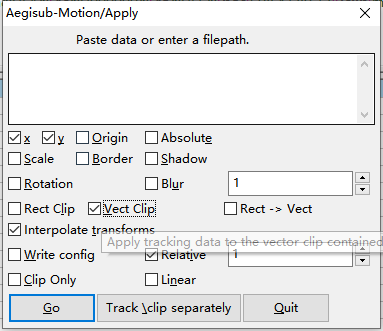 Aegisub-Motion/Apply
Paste data or enter a filepath.
x y Origin Absolute
Scale Border Shadow
Rotation Blur 1
Rect Clip Vect Clip Rect -> Vect
Interpolate transforms
Apply tracking data to the vector clip contained
Write config Relative 1
Clip Only Linear
Go Track \clip separately Quit